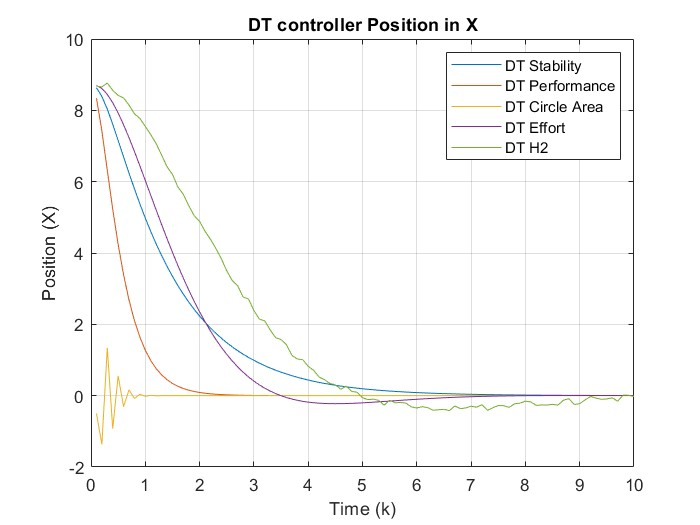 DT controller Position in X
10
8
6
4
2
0
-2
Position (X)
DT Stability
DT Performance
DT Circle Area
DT Effort
DT H2
0 1 2 3 4 5 6 7 8 9 10
Time (k)